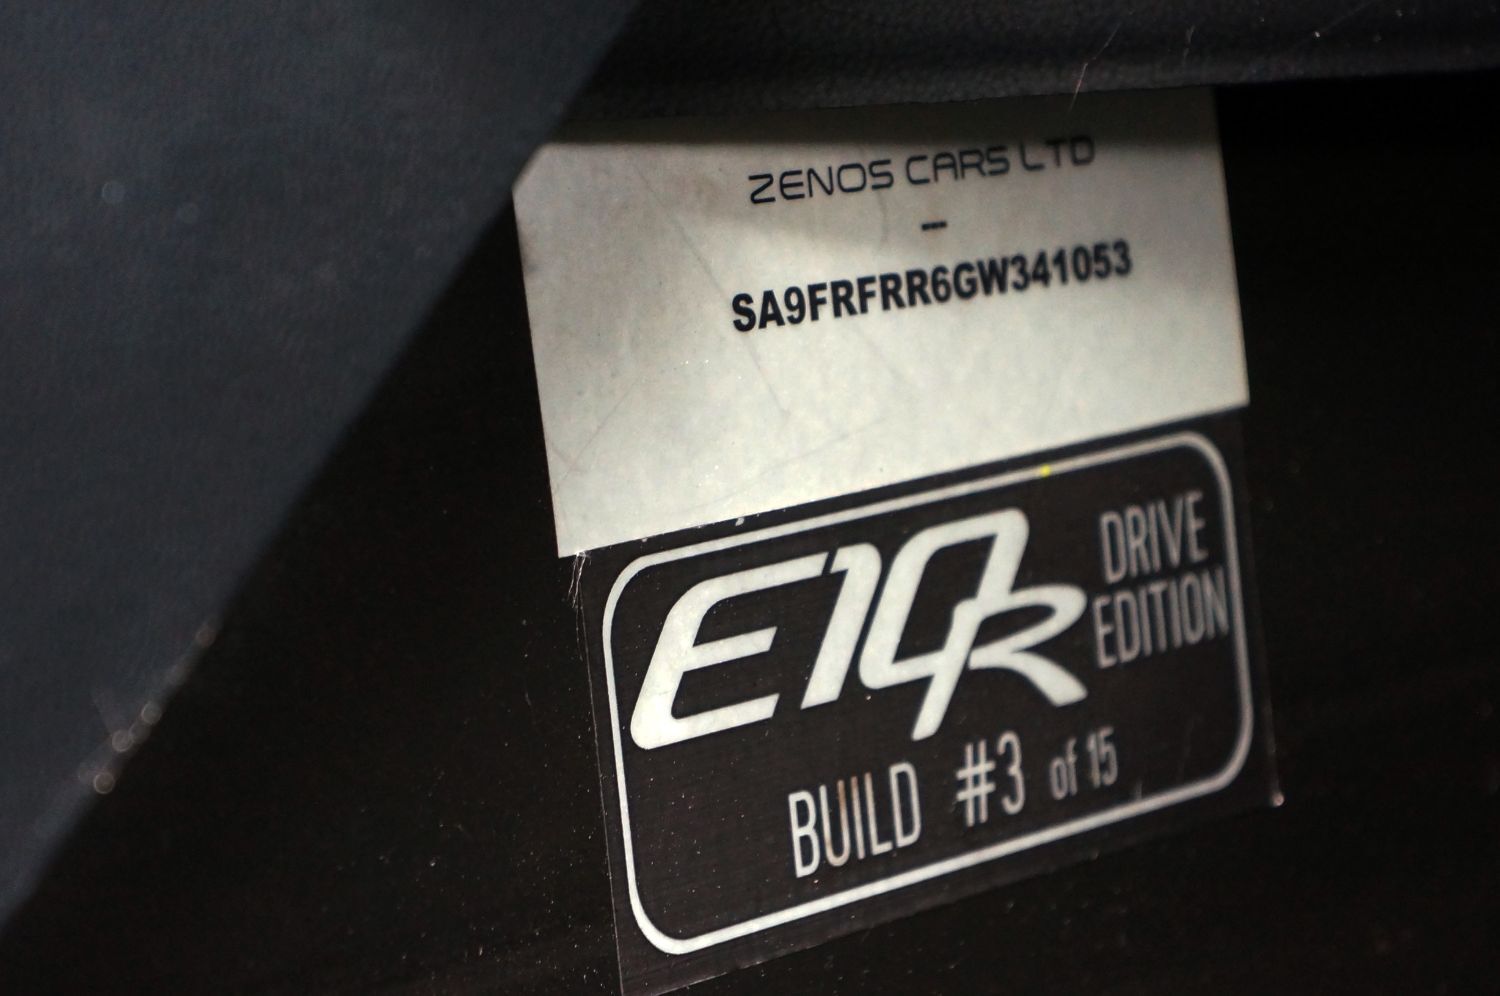 ZENOS CARS LTD
---
SA9FRFRR6GW341053
E10R
DRIVE
EDITION
BUILD #3 of 15